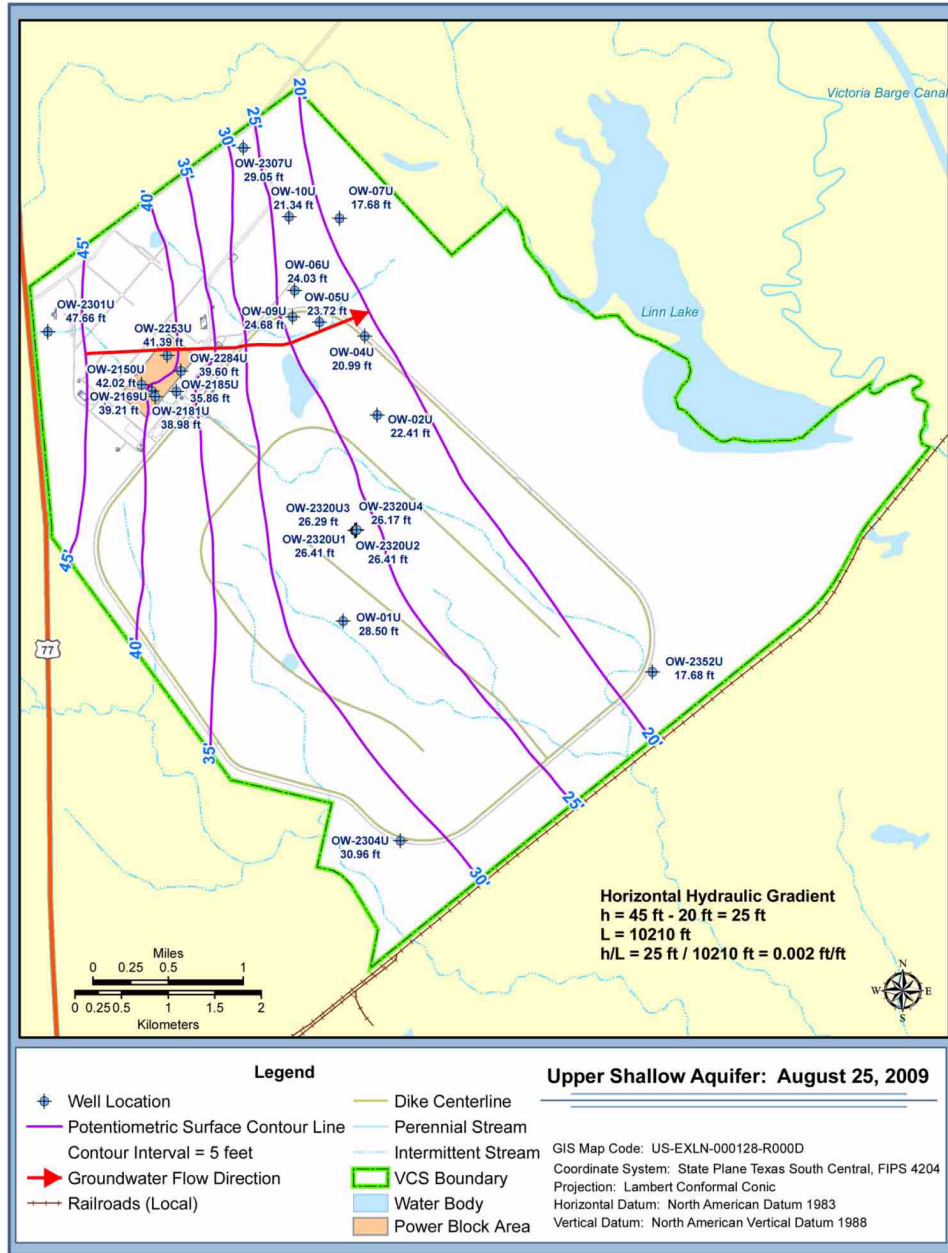 Victoria Barge Canal
20'
25'
30'
35'
40'
45'
OW-2307U
29.05 ft
OW-10U
21.34 ft
OW-07U
17.68 ft
OW-06U
24.03 ft
OW-05U
23.72 ft
OW-09U
24.68 ft
Linn Lake
OW-2301U
47.66 ft
OW-2253U
41.39 ft
OW-04U
20.99 ft
OW-2284U
39.60 ft
OW-2150U
42.02 ft
OW-2185U
35.86 ft
OW-2169U
39.21 ft
OW-2181U
38.98 ft
OW-02U
22.41 ft
OW-2320U3
26.29 ft
OW-2320U4
26.17 ft
OW-2320U1
26.41 ft
OW-2320U2
26.41 ft
45'
OW-01U
28.50 ft
40'
77
OW-2352U
17.68 ft
20'
35'
25'
OW-2304U
30.96 ft
30'
Horizontal Hydraulic Gradient
h = 45 ft - 20 ft = 25 ft
L = 10210 ft
h/L = 25 ft / 10210 ft = 0.002 ft/ft
Miles
0 0.25 0.5 1
0 0.25 0.5 1 1.5 2
Kilometers
N
W E
S
Legend
Well Location
Potentiometric Surface Contour Line
Contour Interval = 5 feet
Groundwater Flow Direction
Railroads (Local)
Dike Centerline
Perennial Stream
Intermittent Stream
VCS Boundary
Water Body
Power Block Area
Upper Shallow Aquifer: August 25, 2009
GIS Map Code: US-EXLN-000128-R000D
Coordinate System: State Plane Texas South Central, FIPS 4204
Projection: Lambert Conformal Conic
Horizontal Datum: North American Datum 1983
Vertical Datum: North American Vertical Datum 1988